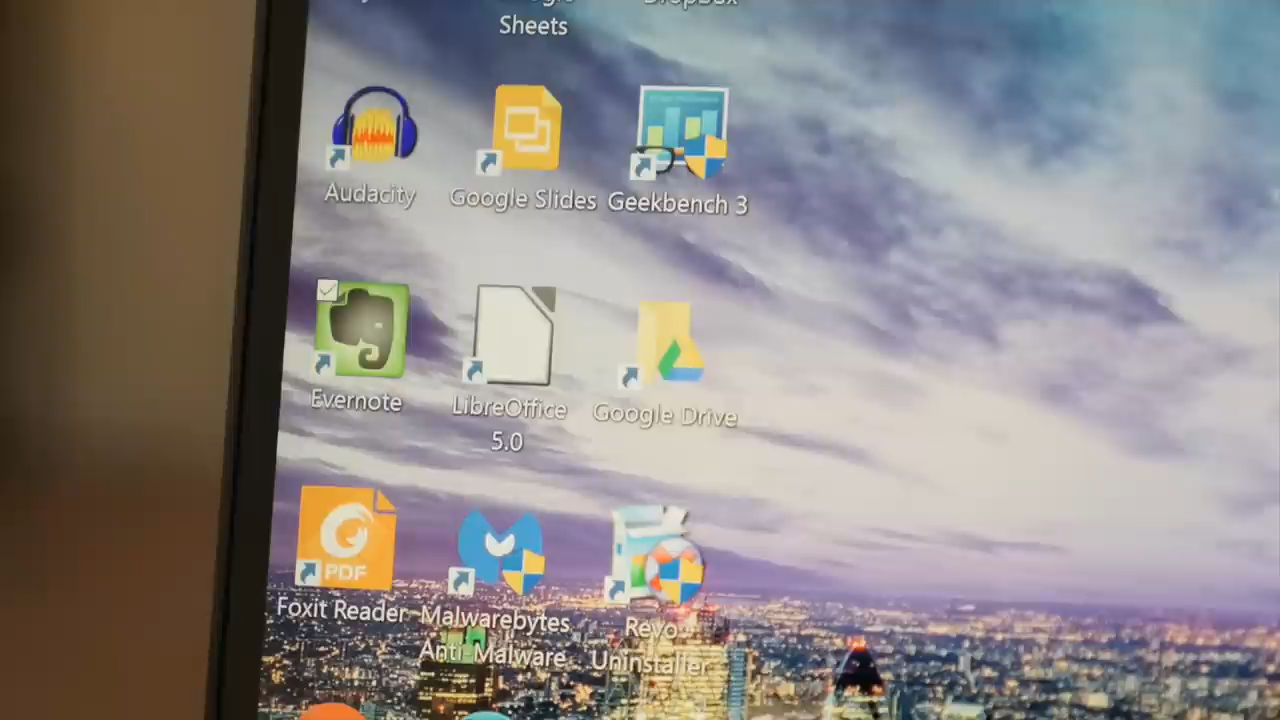 Dropbox
Sheets
Audacity
Google Slides
Geekbench 3
Evernote
LibreOffice
5.0
Google Drive
PDF
Foxit Reader
Malwarebytes
Anti-Malware
Revo
Uninstaller